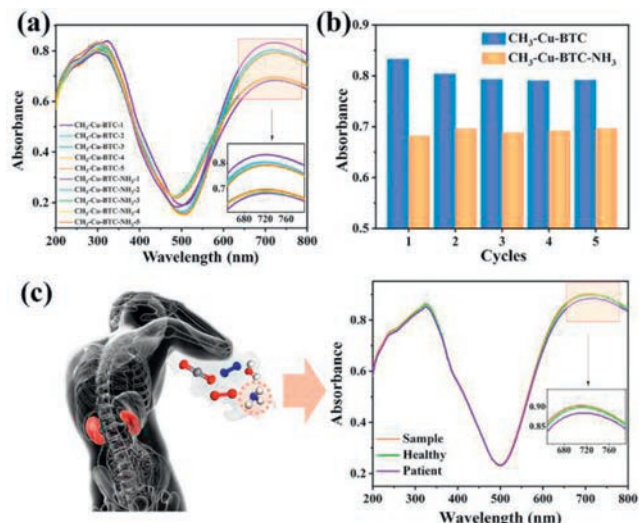 (a)
Absorbance
0.8
0.6
0.4
0.2
CH₃-Cu-BTC-1
CH₃-Cu-BTC-2
CH₃-Cu-BTC-3
CH₃-Cu-BTC-4
CH₃-Cu-BTC-5
CH₃-Cu-BTC-NH₃-1
CH₃-Cu-BTC-NH₃-2
CH₃-Cu-BTC-NH₃-3
CH₃-Cu-BTC-NH₃-4
CH₃-Cu-BTC-NH₃-5
0.8
0.7
680 720 760
200 300 400 500 600 700 800
Wavelength (nm)
(b)
Absorbance
0.9
0.8
0.7
0.6
0.5
CH₃-Cu-BTC
CH₃-Cu-BTC-NH₃
1 2 3 4 5
Cycles
(c)
Absorbance
0.8
0.6
0.4
0.2
Sample
Healthy
Patient
0.90
0.85
680 720 760
200 300 400 500 600 700 800
Wavelength (nm)